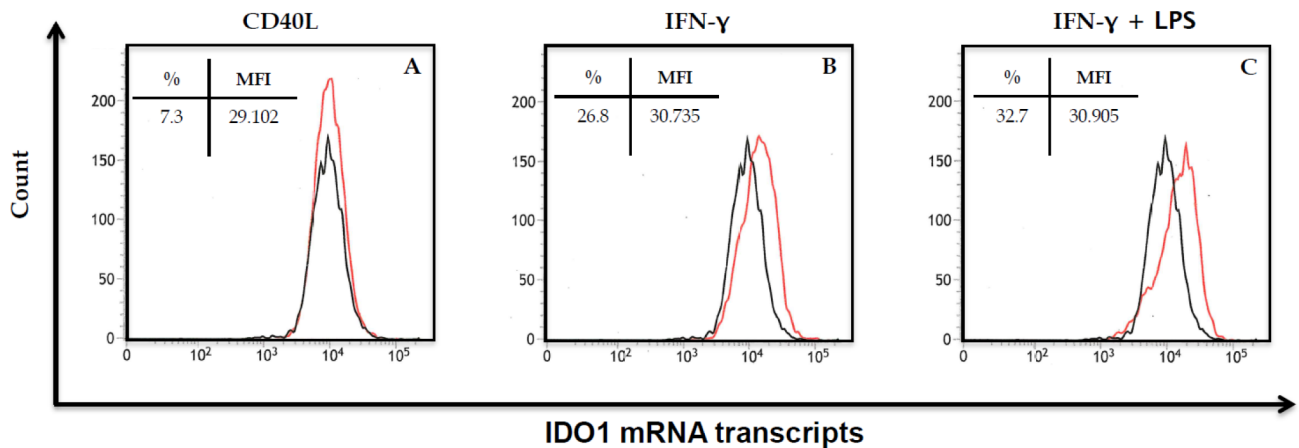 CD40L
IFN-γ
IFN-γ + LPS
A
% MFI
7.3 29.102
B
% MFI
26.8 30.735
C
% MFI
32.7 30.905
Count
200
150
100
50
0
0 10² 10³ 10⁴ 10⁵
200
150
100
50
0
0 10² 10³ 10⁴ 10⁵
200
150
100
50
0
0 10² 10³ 10⁴ 10⁵
IDO1 mRNA transcripts